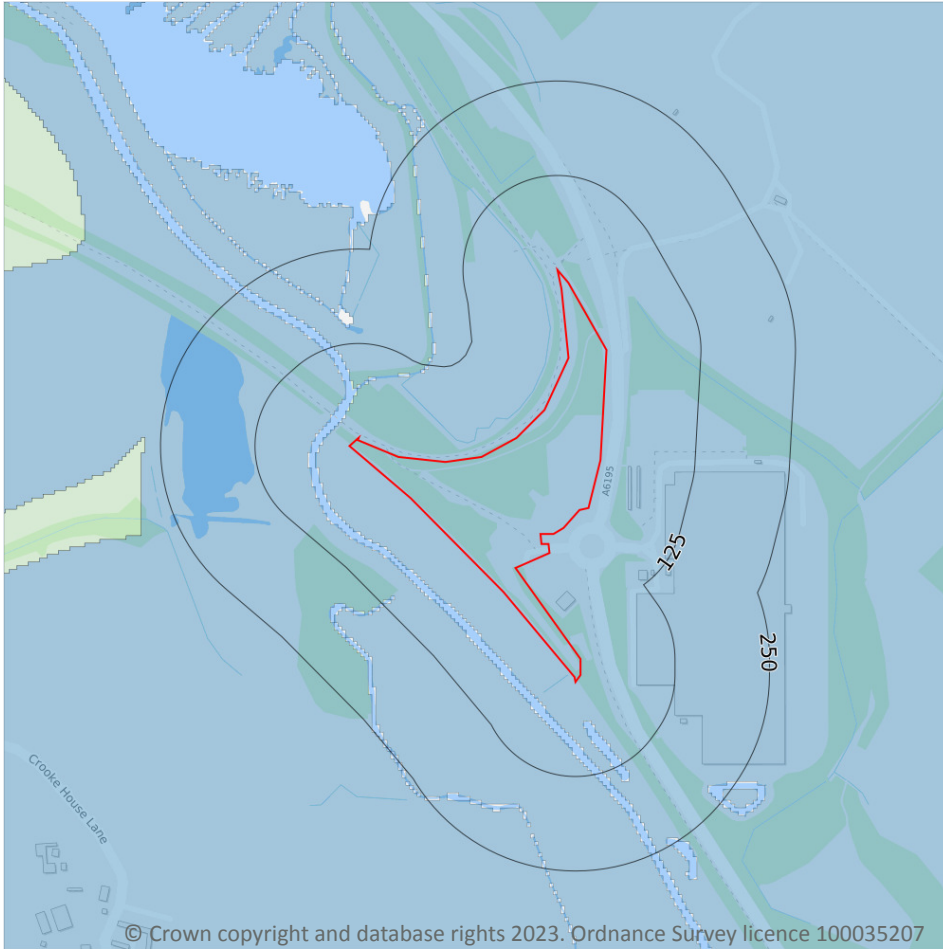 A6195
125
250
Crooke House Lane
© Crown copyright and database rights 2023. Ordnance Survey licence 100035207